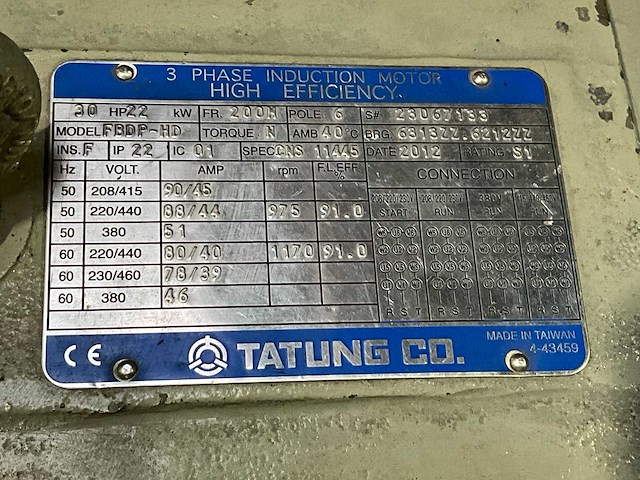 3 PHASE INDUCTION MOTOR
HIGH EFFICIENCY
30 HP 22 kW FR. 200M POLE 6 S# 23067133
MODEL FBDP-HD TORQUE N AMB 40°C BRG. 6313ZZ.6212ZZ
INS. F IP 22 IC 01 SPEC CNS 11445 DATE 2012 RATING S1
Hz VOLT. AMP rpm F.L.EFF % CONNECTION
50 208/415 90/45
50 220/440 88/44 975 91.0 START RUN RUN
50 380 51
60 220/440 80/40 1170 91.0
60 230/460 78/39
60 380 46
R S T R S T R S T R S T
CE TATUNG CO. MADE IN TAIWAN
4-43459